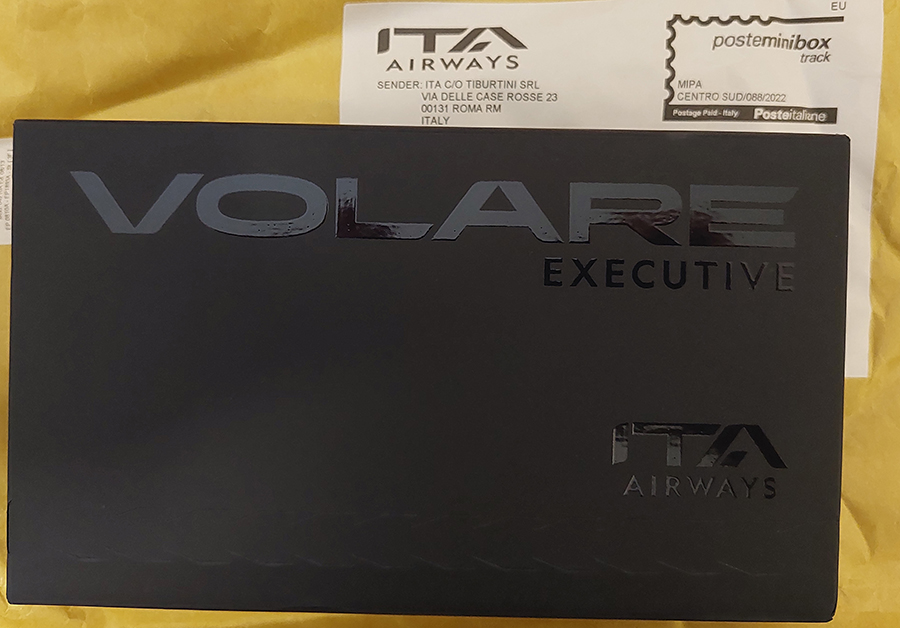 EU
ITA
AIRWAYS
posteminibox
track
SENDER: ITA C/O TIBURTINI SRL
VIA DELLE CASE ROSSE 23
00131 ROMA RM
ITALY
MIPA
CENTRO SUD/088/2022
Postage Paid - Italy Posteitaliane
VOLARE
EXECUTIVE
ITA
AIRWAYS